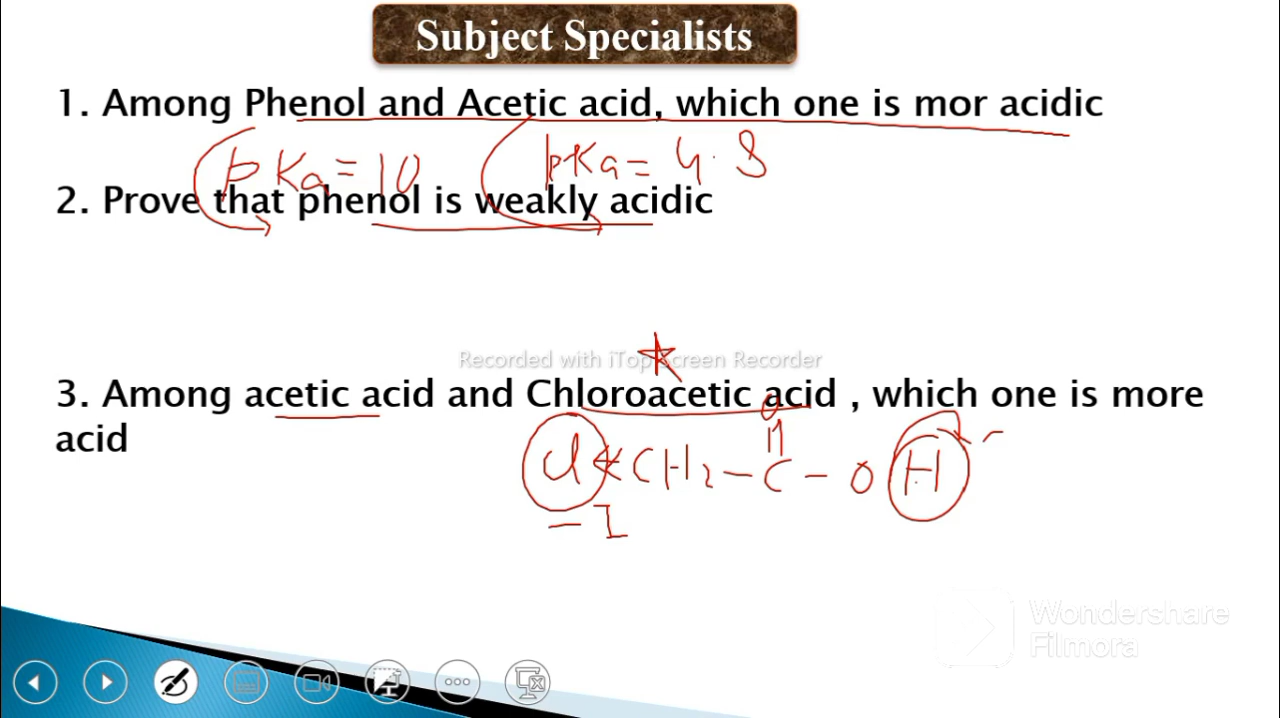 Subject Specialists
1. Among Phenol and Acetic acid, which one is mor acidic
pKa = 10
pKa = 4.8
2. Prove that phenol is weakly acidic
Recorded with iTop Screen Recorder
3. Among acetic acid and Chloroacetic acid , which one is more
acid
O
Cl CH2 - C - O H
- I
Wondershare
Filmora